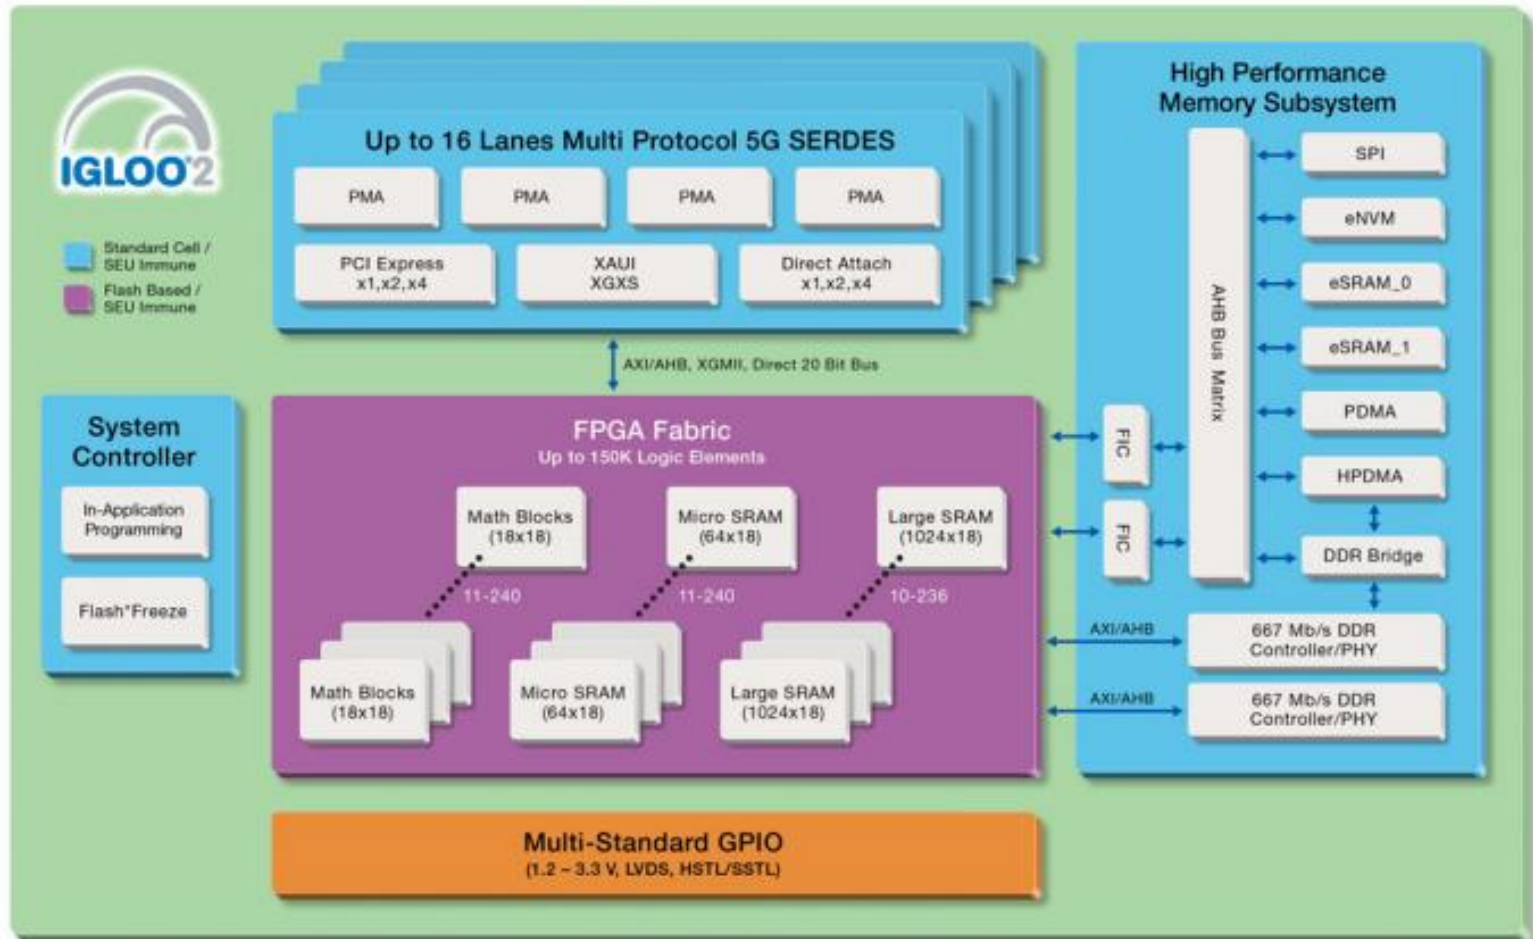 IGLOO®2
Standard Cell /
SEU Immune
Flash Based /
SEU Immune
Up to 16 Lanes Multi Protocol 5G SERDES
PMA
PMA
PMA
PMA
PCI Express
x1,x2,x4
XAUI
XGXS
Direct Attach
x1,x2,x4
AXI/AHB, XGMII, Direct 20 Bit Bus
System
Controller
In-Application
Programming
Flash*Freeze
FPGA Fabric
Up to 150K Logic Elements
Math Blocks
(18x18)
Micro SRAM
(64x18)
Large SRAM
(1024x18)
11-240
11-240
10-236
Math Blocks
(18x18)
Micro SRAM
(64x18)
Large SRAM
(1024x18)
Multi-Standard GPIO
(1.2 – 3.3 V, LVDS, HSTL/SSTL)
High Performance
Memory Subsystem
AHB Bus Matrix
SPI
eNVM
eSRAM_0
eSRAM_1
PDMA
HPDMA
DDR Bridge
FIC
FIC
AXI/AHB
667 Mb/s DDR
Controller/PHY
AXI/AHB
667 Mb/s DDR
Controller/PHY